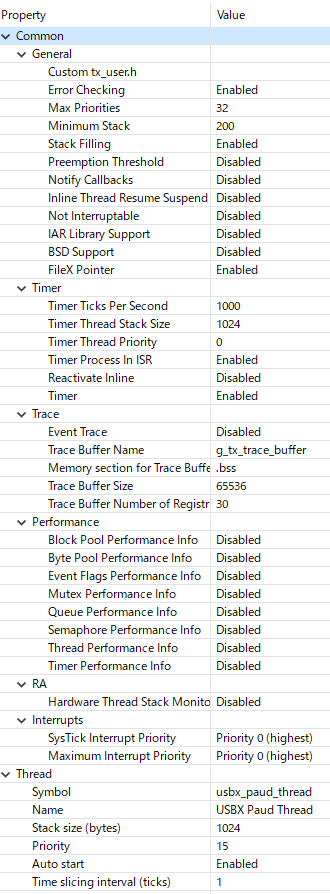 Property Value
Common
General
Custom tx_user.h
Error Checking Enabled
Max Priorities 32
Minimum Stack 200
Stack Filling Enabled
Preemption Threshold Disabled
Notify Callbacks Disabled
Inline Thread Resume Suspend Disabled
Not Interruptable Disabled
IAR Library Support Disabled
BSD Support Disabled
FileX Pointer Enabled
Timer
Timer Ticks Per Second 1000
Timer Thread Stack Size 1024
Timer Thread Priority 0
Timer Process In ISR Enabled
Reactivate Inline Disabled
Timer Enabled
Trace
Event Trace Disabled
Trace Buffer Name g_tx_trace_buffer
Memory section for Trace Buffe .bss
Trace Buffer Size 65536
Trace Buffer Number of Registr 30
Performance
Block Pool Performance Info Disabled
Byte Pool Performance Info Disabled
Event Flags Performance Info Disabled
Mutex Performance Info Disabled
Queue Performance Info Disabled
Semaphore Performance Info Disabled
Thread Performance Info Disabled
Timer Performance Info Disabled
RA
Hardware Thread Stack Monito Disabled
Interrupts
SysTick Interrupt Priority Priority 0 (highest)
Maximum Interrupt Priority Priority 0 (highest)
Thread
Symbol usbx_paud_thread
Name USBX Paud Thread
Stack size (bytes) 1024
Priority 15
Auto start Enabled
Time slicing interval (ticks) 1